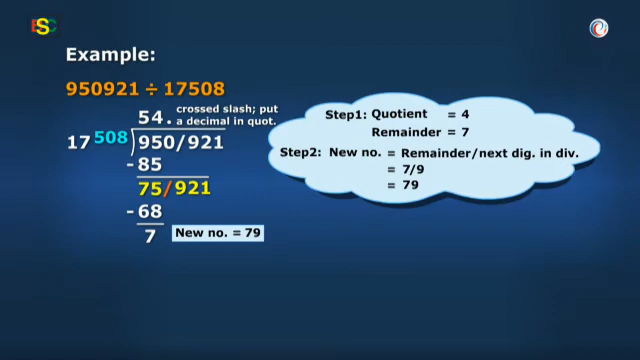 ESC
Example:
950921 ÷ 17508
54. crossed slash; put
a decimal in quot.
17 508 950/921
-85
75/921
-68
7 New no. = 79
Step1: Quotient = 4
Remainder = 7
Step2: New no. = Remainder/next dig. in div.
= 7/9
= 79